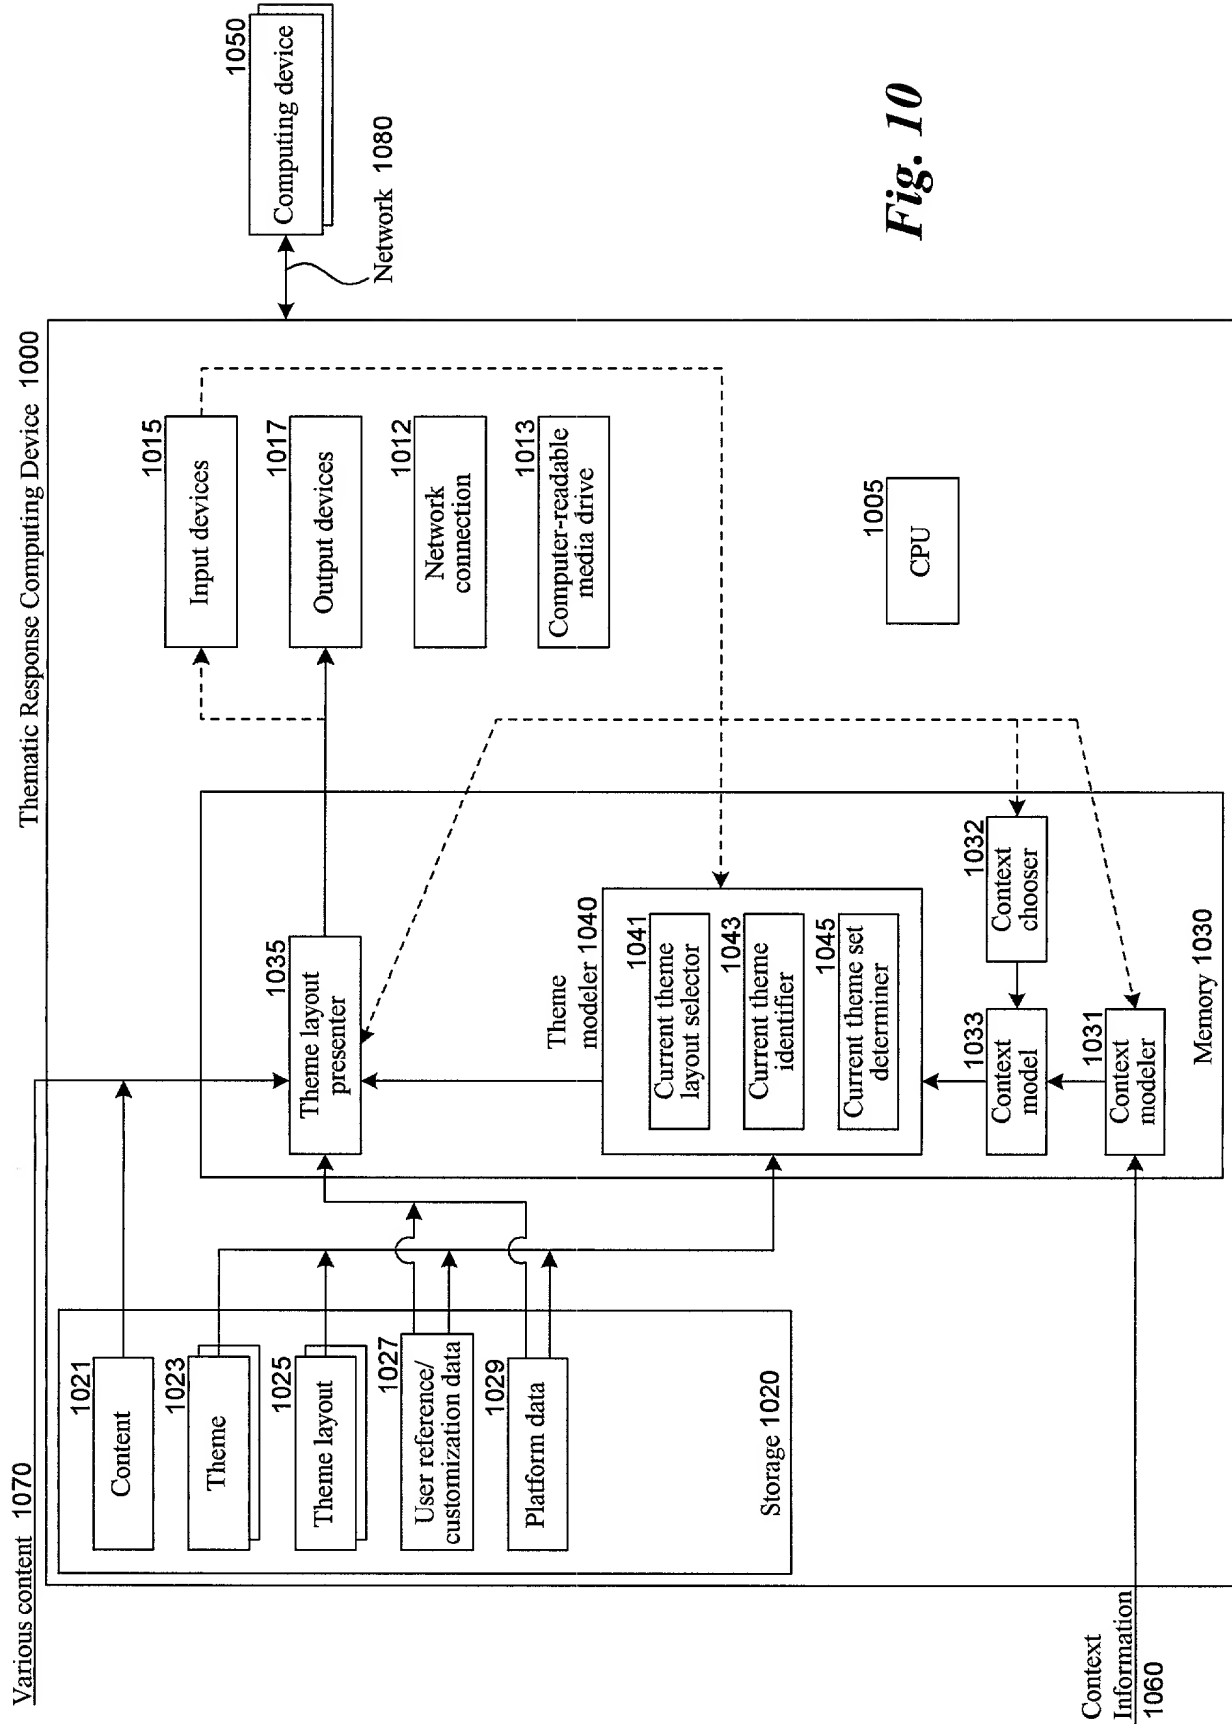 Various content 1070
Thematic Response Computing Device 1000
1021
Content
1023
Theme
1025
Theme layout
1027
User reference/
customization data
1029
Platform data
Storage 1020
1035
Theme layout
presenter
Theme
modeler 1040
1041
Current theme
layout selector
1043
Current theme
identifier
1045
Current theme set
determiner
1033
Context
model
1032
Context
chooser
1031
Context
modeler
Memory 1030
1015
Input devices
1017
Output devices
1012
Network
connection
1013
Computer-readable
media drive
1005
CPU
1050
Computing device
Network 1080
Context
Information
1060
Fig. 10